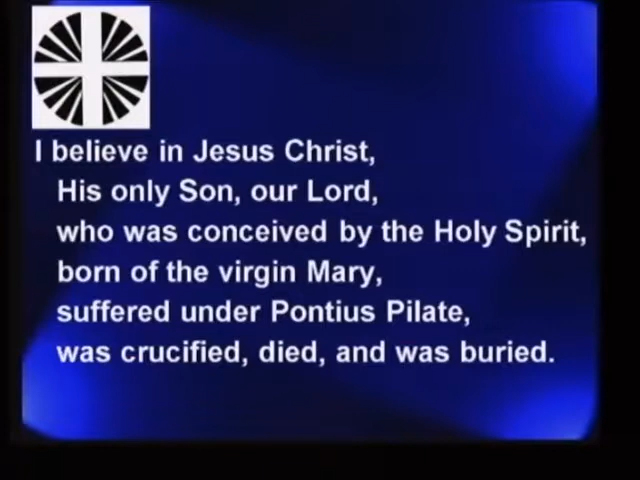 I believe in Jesus Christ,
His only Son, our Lord,
who was conceived by the Holy Spirit,
born of the virgin Mary,
suffered under Pontius Pilate,
was crucified, died, and was buried.